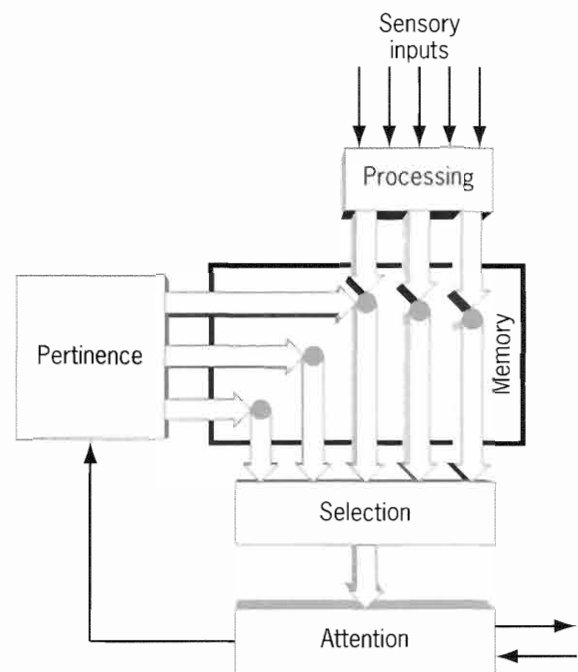 Sensory
inputs
Processing
Pertinence
Memory
Selection
Attention